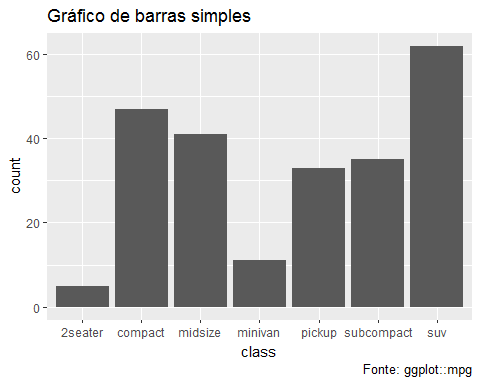 Gráfico de barras simples
60
40
20
0
count
2seater compact midsize minivan pickup subcompact suv
class
Fonte: ggplot::mpg